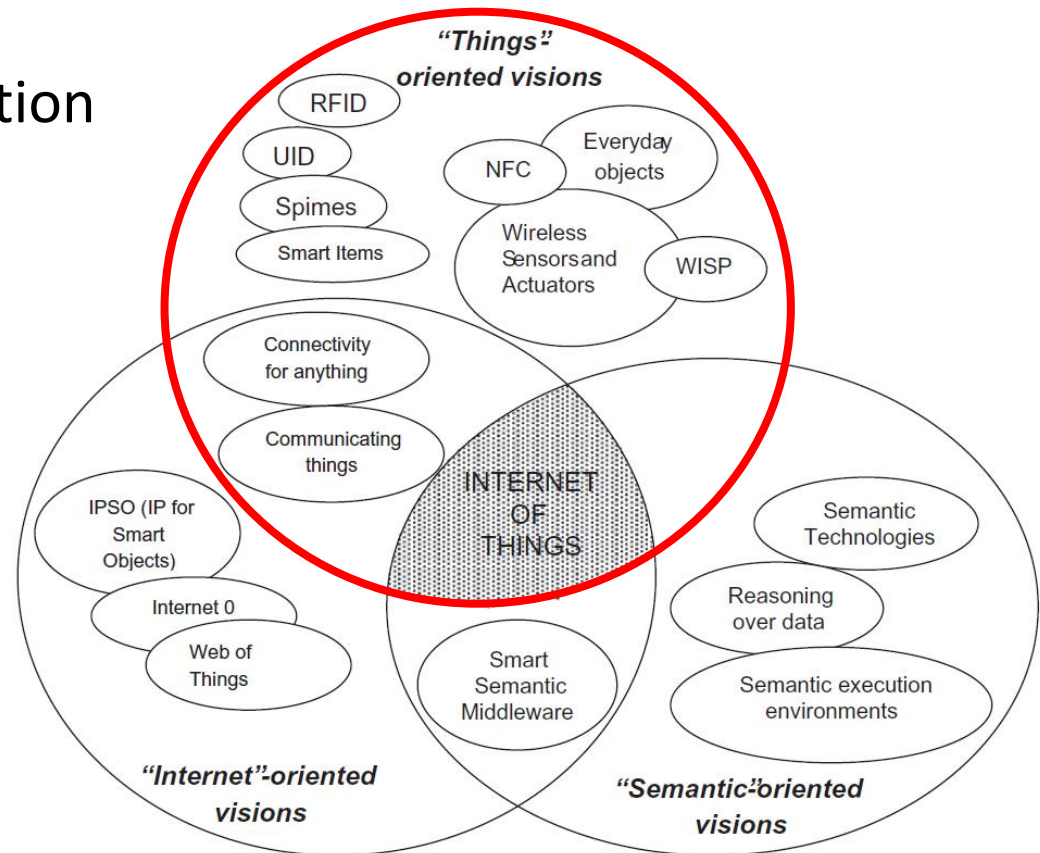 tion
“Things”-
oriented visions
RFID
UID
Spimes
Smart Items
NFC
Everyday
objects
Wireless
Sensors and
Actuators
WISP
Connectivity
for anything
Communicating
things
INTERNET
OF
THINGS
IPSO (IP for
Smart
Objects)
Internet 0
Web of
Things
Smart
Semantic
Middleware
Semantic
Technologies
Reasoning
over data
Semantic execution
environments
“Internet”-oriented
visions
“Semantic”-oriented
visions